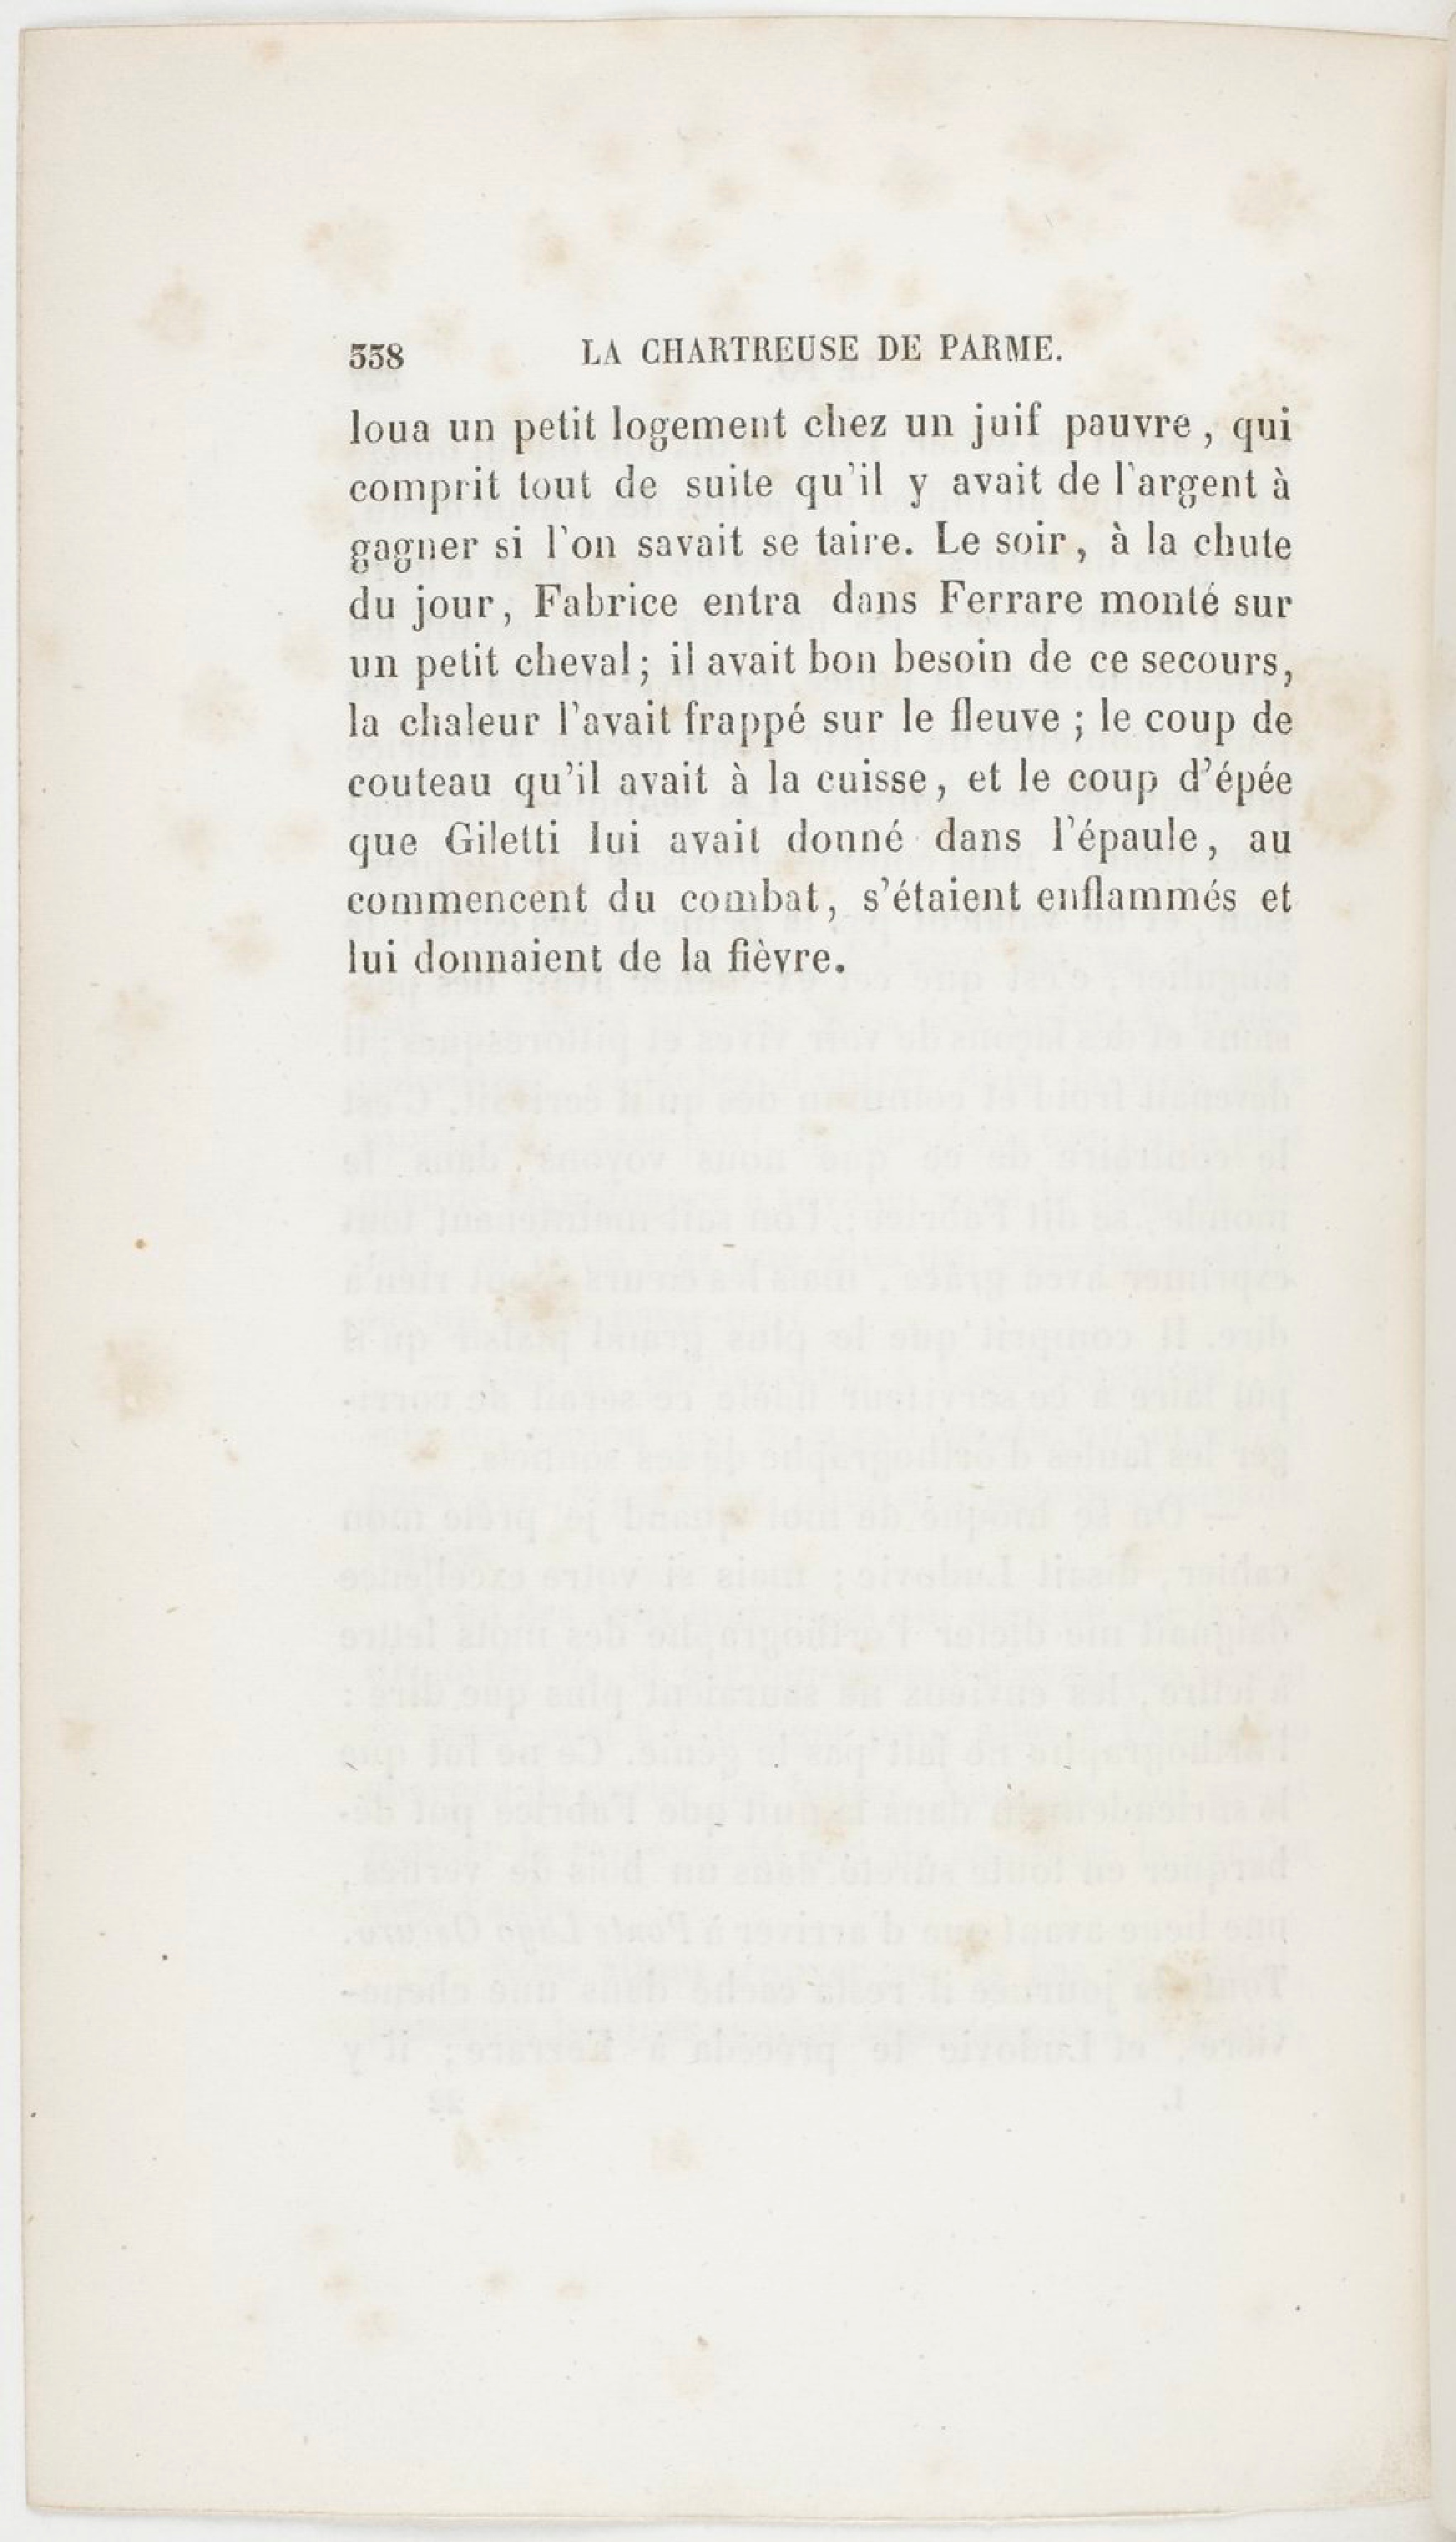 338 LA CHARTREUSE DE PARME.
loua un petit logement chez un juif pauvre, qui
comprit tout de suite qu'il y avait de l'argent à
gagner si l'on savait se taire. Le soir, à la chute
du jour, Fabrice entra dans Ferrare monté sur
un petit cheval; il avait bon besoin de ce secours,
la chaleur l'avait frappé sur le fleuve ; le coup de
couteau qu'il avait à la cuisse, et le coup d'épée
que Giletti lui avait donné dans l'épaule, au
commencent du combat, s'étaient enflammés et
lui donnaient de la fièvre.